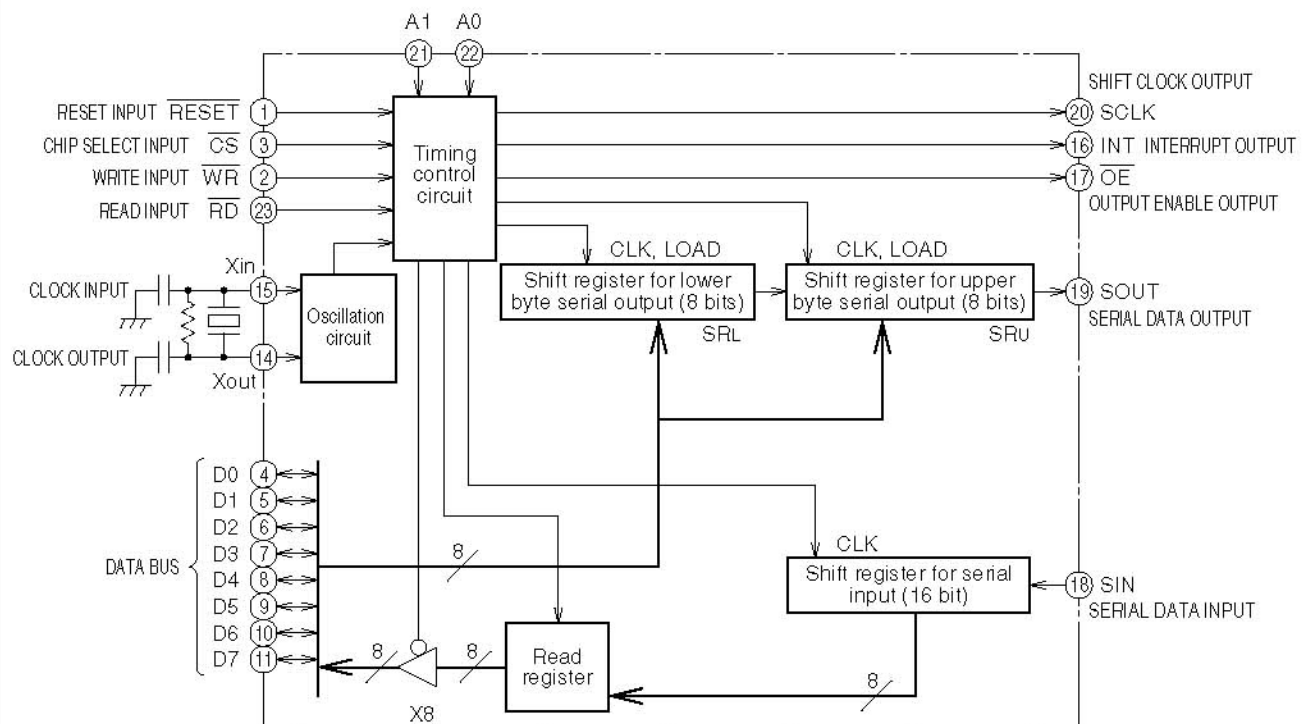 A1 A0
21 22
SHIFT CLOCK OUTPUT
RESET INPUT RESET 1
20 SCLK
CHIP SELECT INPUT CS 3
Timing
control
circuit
16 INT INTERRUPT OUTPUT
WRITE INPUT WR 2
17 OE
READ INPUT RD 23
OUTPUT ENABLE OUTPUT
CLK, LOAD
CLK, LOAD
Xin
CLOCK INPUT 15
Oscillation
circuit
Shift register for lower
byte serial output (8 bits)
Shift register for upper
byte serial output (8 bits)
19 SOUT
SERIAL DATA OUTPUT
SRL
SRU
CLOCK OUTPUT 14
Xout
D0 4
D1 5
D2 6
D3 7
D4 8
D5 9
D6 10
D7 11
DATA BUS
8
CLK
Shift register for serial
input (16 bit)
18 SIN
SERIAL DATA INPUT
8
8
Read
register
8
X8